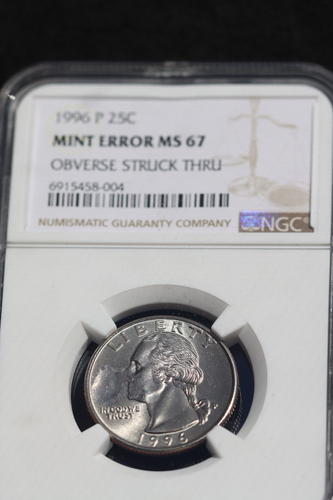 1996 P 25C
MINT ERROR MS 67
OBVERSE STRUCK THRU
6915458-004
NUMISMATIC GUARANTY COMPANY
NGC
LIBERTY
IN GOD WE
TRUST
1996